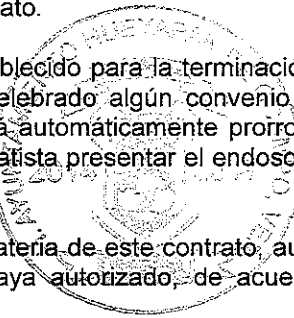 ato.
blecido para la terminació
elebrado algún convenio
a automáticamente prorro
atista presentar el endoso
ateria de este contrato, au
aya autorizado, de acue